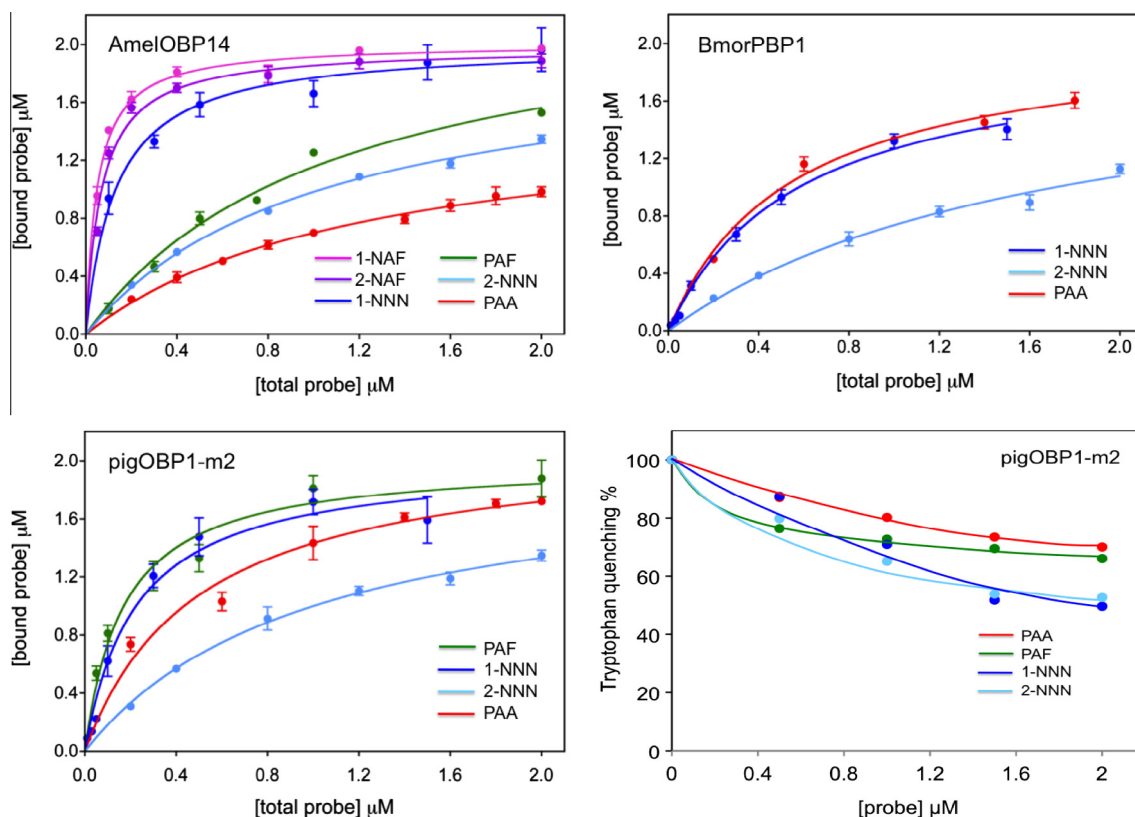 AmelOBP14
[bound probe] µM
2.0
1.6
1.2
0.8
0.4
0.0
0.0 0.4 0.8 1.2 1.6 2.0
[total probe] µM
1-NAF PAF
2-NAF 2-NNN
1-NNN PAA
BmorPBP1
[bound probe] µM
2.0
1.6
1.2
0.8
0.4
0.0
0.0 0.4 0.8 1.2 1.6 2.0
[total probe] µM
1-NNN
2-NNN
PAA
pigOBP1-m2
[bound probe] µM
2.0
1.6
1.2
0.8
0.4
0.0
0.0 0.4 0.8 1.2 1.6 2.0
[total probe] µM
PAF
1-NNN
2-NNN
PAA
pigOBP1-m2
Tryptophan quenching %
100
80
60
40
20
0
0 0.5 1 1.5 2
[probe] µM
PAA
PAF
1-NNN
2-NNN